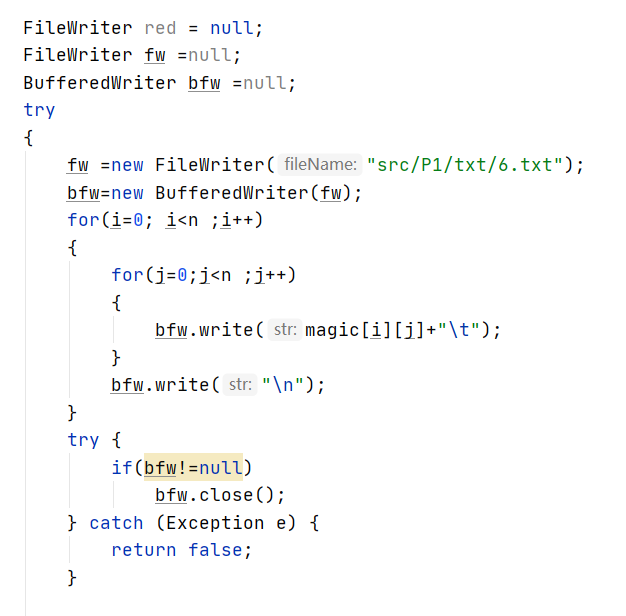 FileWriter red = null;
FileWriter fw =null;
BufferedWriter bfw =null;
try
{
fw =new FileWriter( fileName: "src/P1/txt/6.txt");
bfw=new BufferedWriter(fw);
for(i=0; i<n ;i++)
{
for(j=0;j<n ;j++)
{
bfw.write( str: magic[i][j]+"\t");
}
bfw.write( str: "\n");
}
try {
if(bfw!=null)
bfw.close();
} catch (Exception e) {
return false;
}